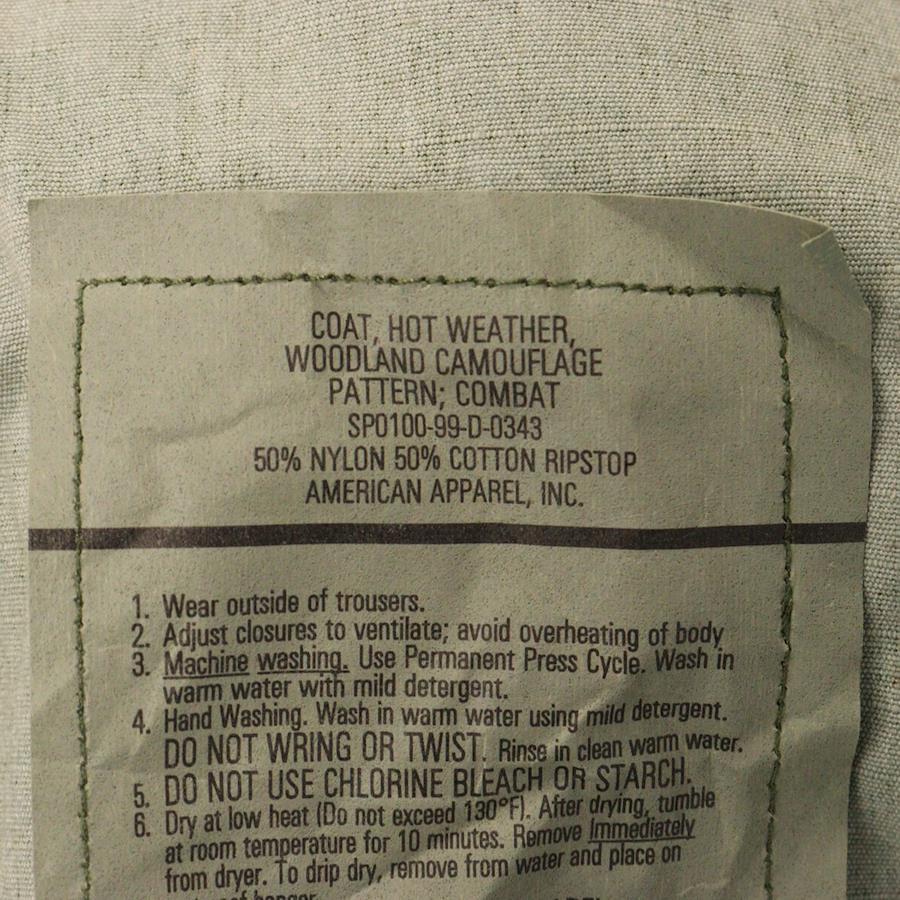 COAT, HOT WEATHER,
WOODLAND CAMOUFLAGE
PATTERN; COMBAT
SPO100-99-D-0343
50% NYLON 50% COTTON RIPSTOP
AMERICAN APPAREL, INC.
1. Wear outside of trousers.
2. Adjust closures to ventilate; avoid overheating of body
3. Machine washing. Use Permanent Press Cycle. Wash in
warm water with mild detergent.
4. Hand Washing. Wash in warm water using mild detergent.
DO NOT WRING OR TWIST. Rinse in clean warm water.
5. DO NOT USE CHLORINE BLEACH OR STARCH.
6. Dry at low heat (Do not exceed 130°F). After drying, tumble
at room temperature for 10 minutes. Remove Immediately
from dryer. To drip dry, remove from water and place on